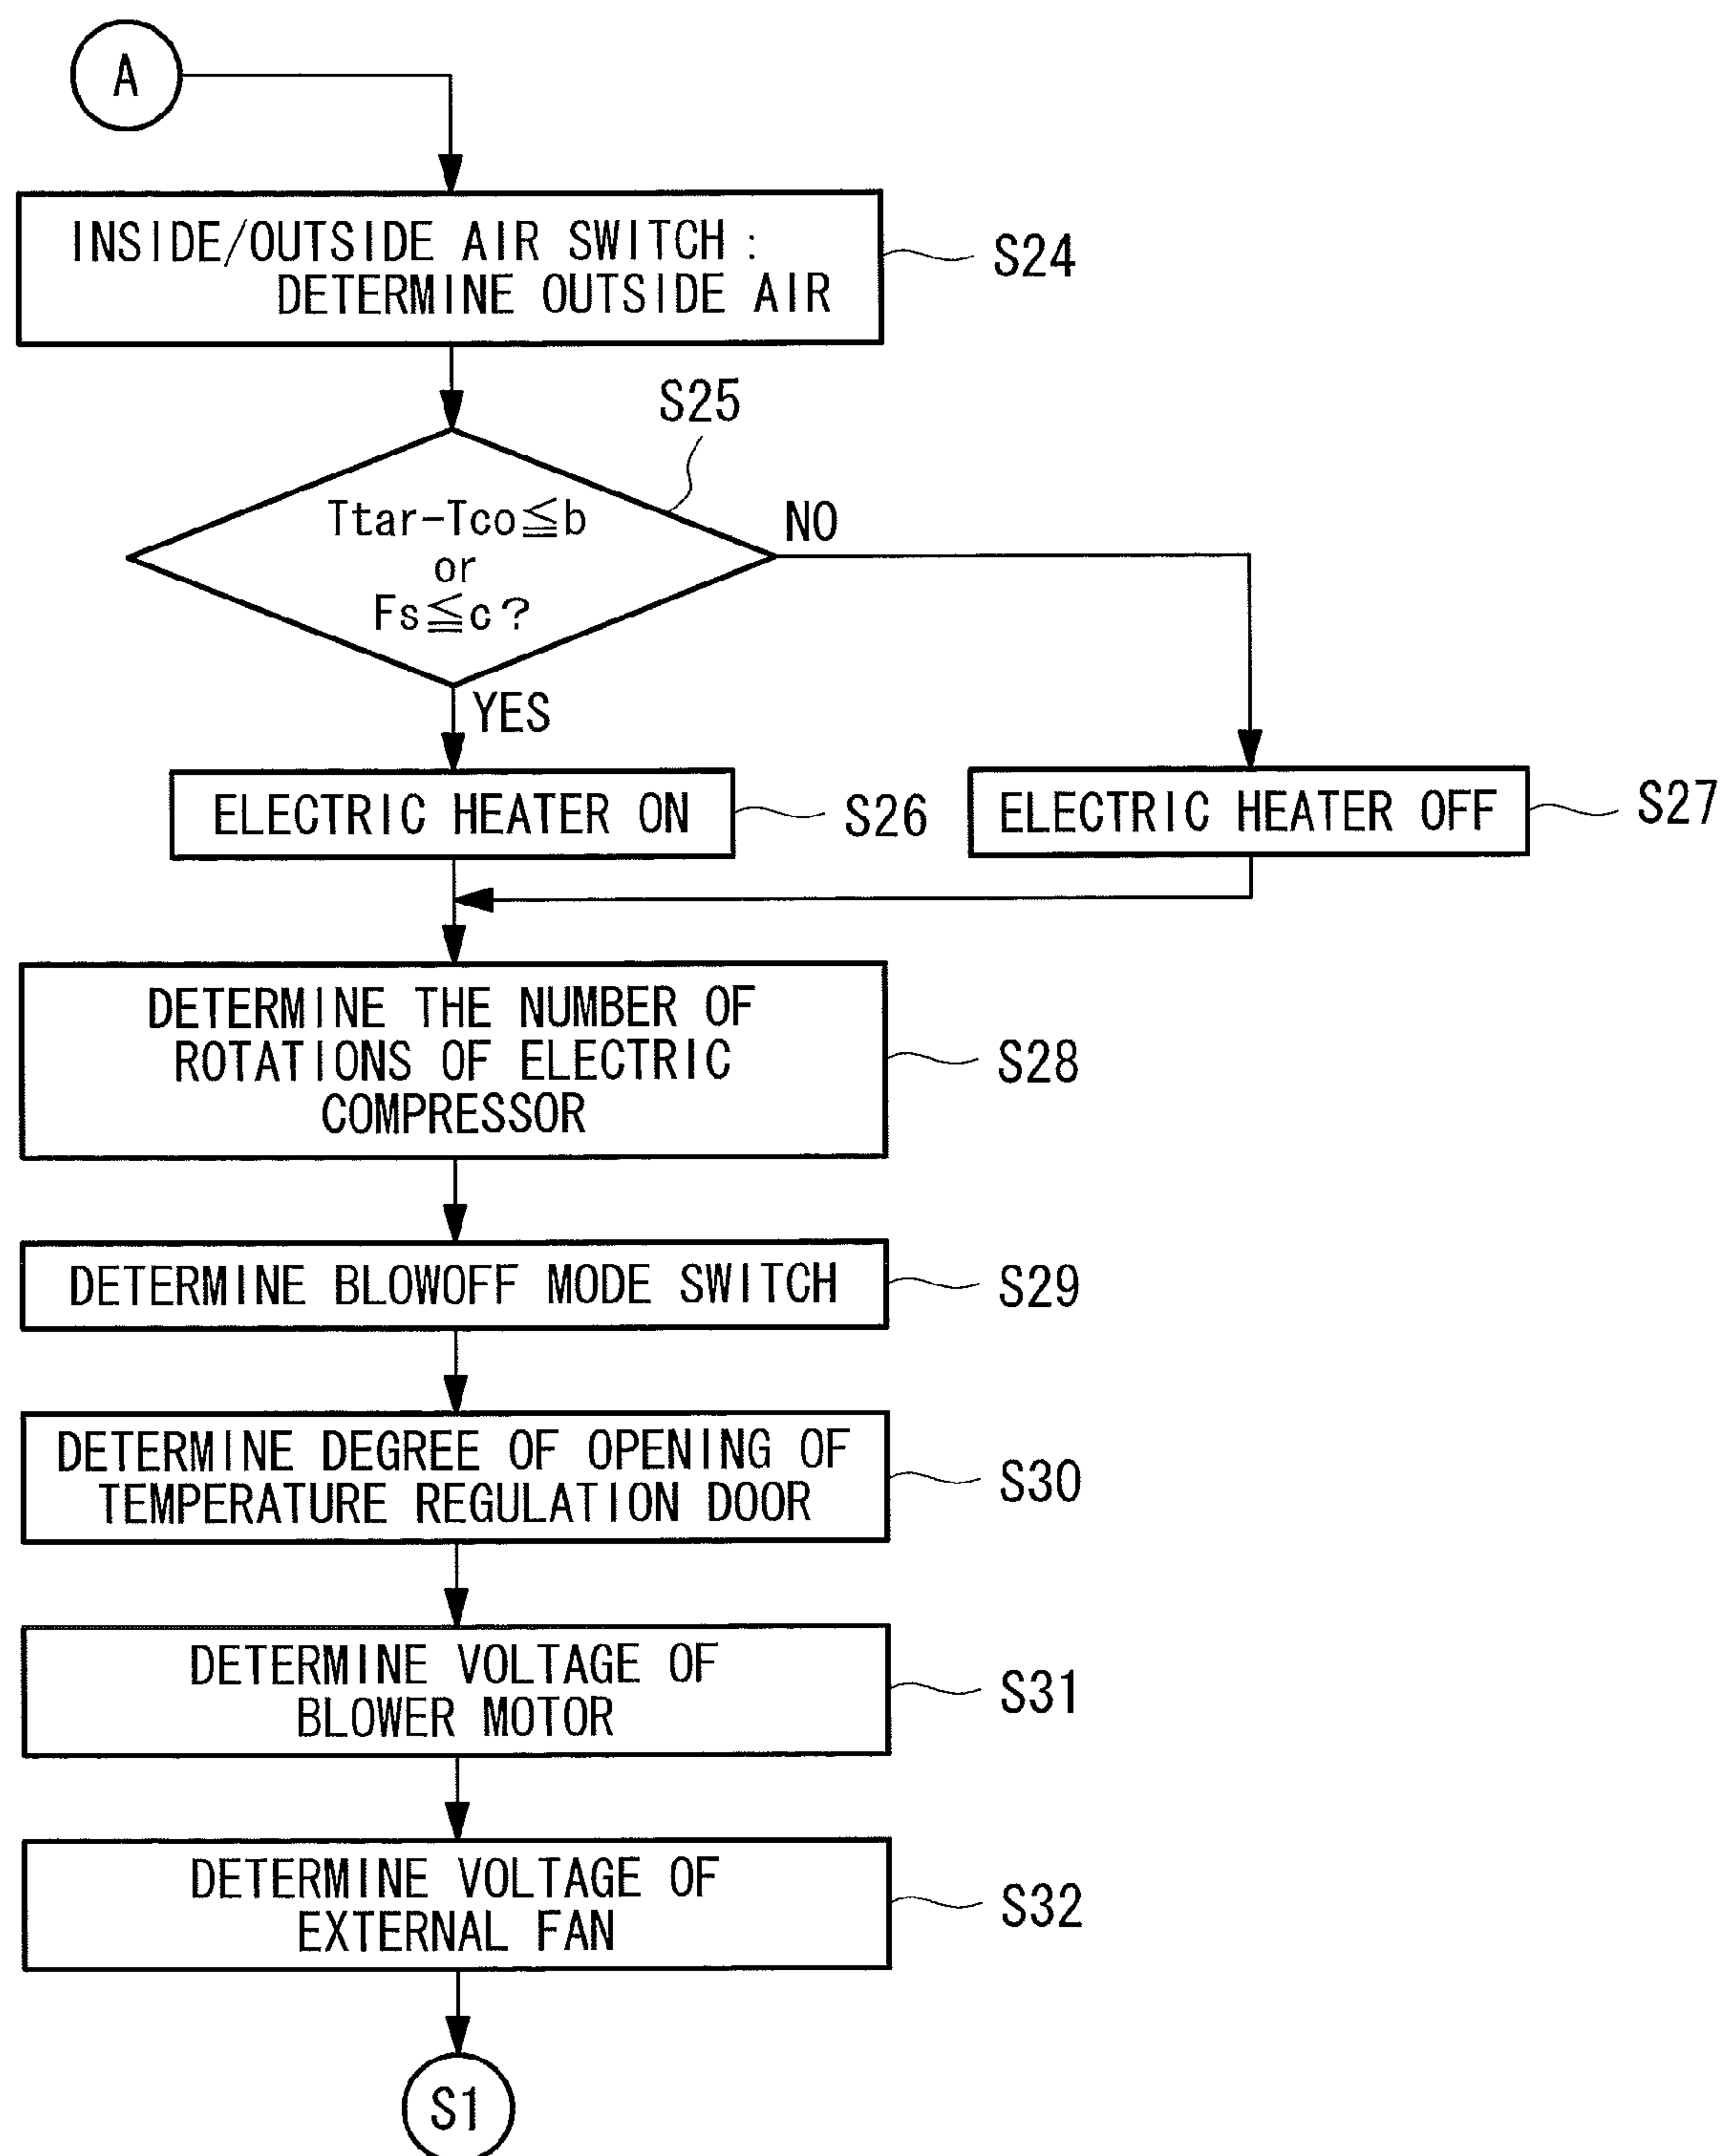 A
INSIDE/OUTSIDE AIR SWITCH :
DETERMINE OUTSIDE AIR
S24
S25
Ttar-Tco≦b
or
Fs≦c?
NO
YES
ELECTRIC HEATER ON
S26
ELECTRIC HEATER OFF
S27
DETERMINE THE NUMBER OF
ROTATIONS OF ELECTRIC
COMPRESSOR
S28
DETERMINE BLOWOFF MODE SWITCH
S29
DETERMINE DEGREE OF OPENING OF
TEMPERATURE REGULATION DOOR
S30
DETERMINE VOLTAGE OF
BLOWER MOTOR
S31
DETERMINE VOLTAGE OF
EXTERNAL FAN
S32
S1